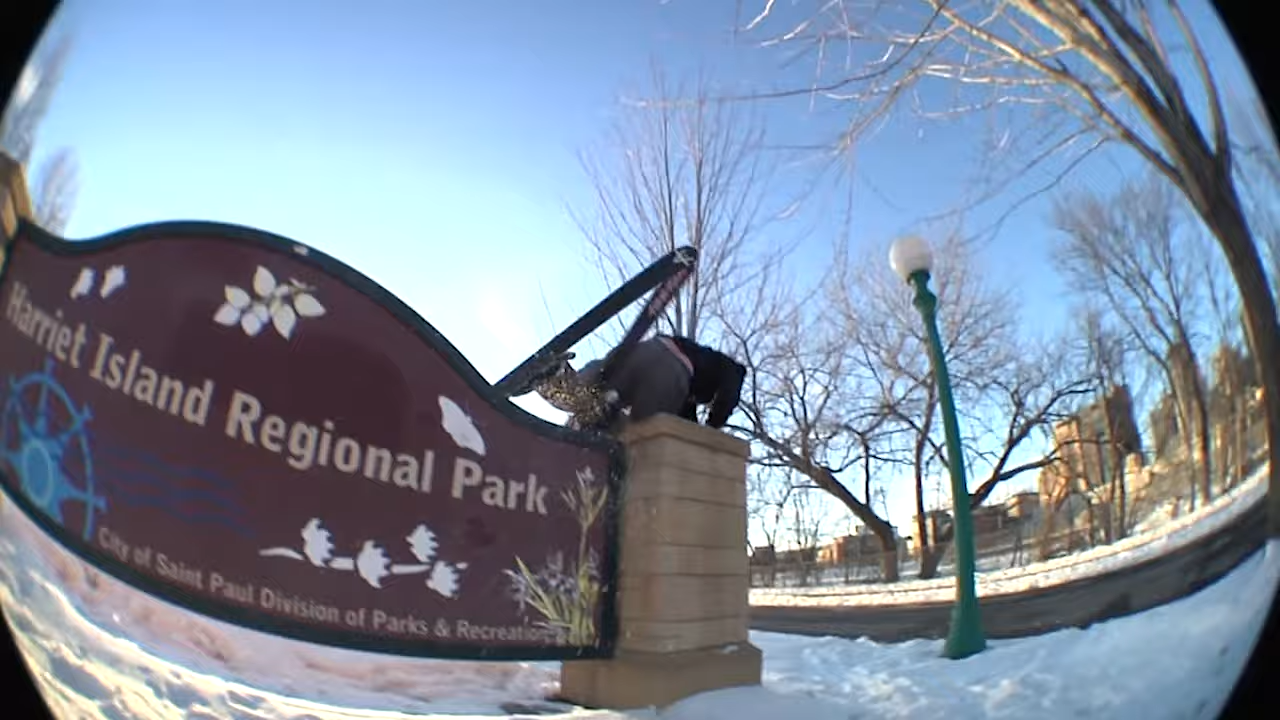 Harriet Island Regional Park
City of Saint Paul Division of Parks & Recreation